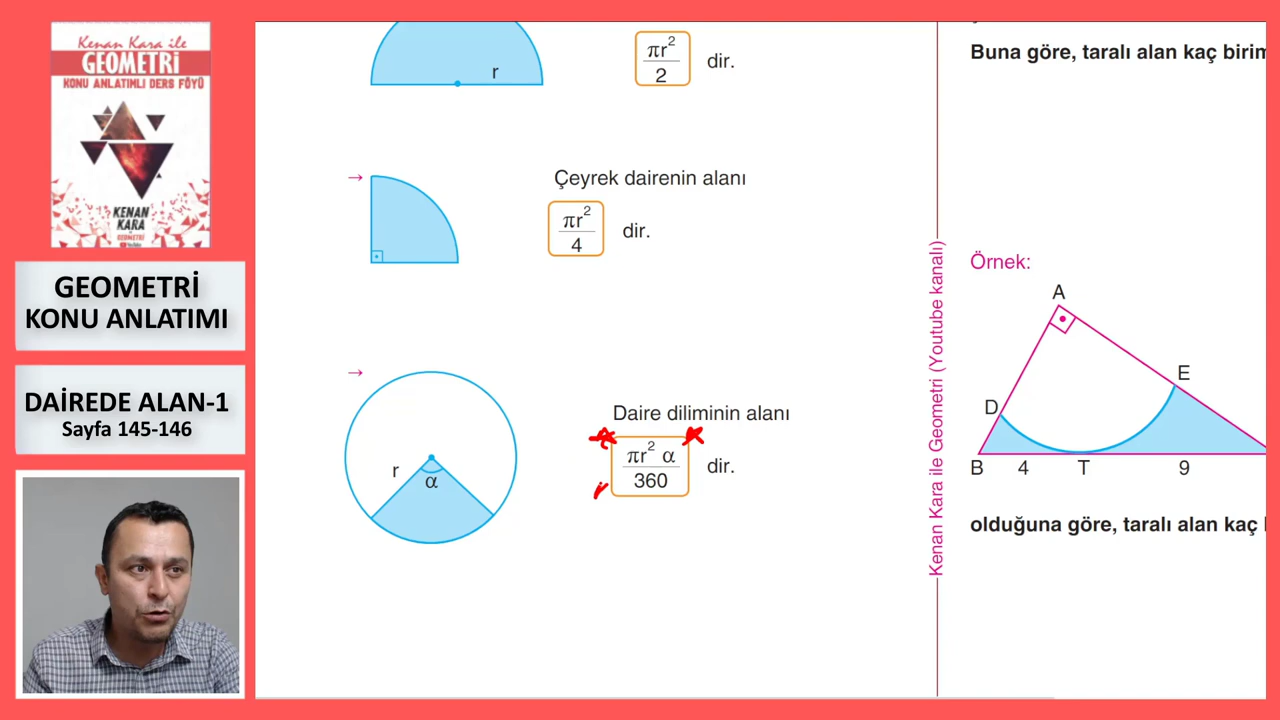 Kenan Kara ile
GEOMETRİ
KONU ANLATIMLI DERS FÖYÜ
KENAN
KARA
GEOMETRİ
YouTube
GEOMETRİ
KONU ANLATIMI
DAİREDE ALAN-1
Sayfa 145-146
r
πr²
2
dir.
→
Çeyrek dairenin alanı
πr²
4
dir.
→
r
α
Daire diliminin alanı
πr² α
360
dir.
Kenan Kara ile Geometri (Youtube kanalı)
Buna göre, taralı alan kaç birim
Örnek:
A
E
D
B 4 T 9
olduğuna göre, taralı alan kaç